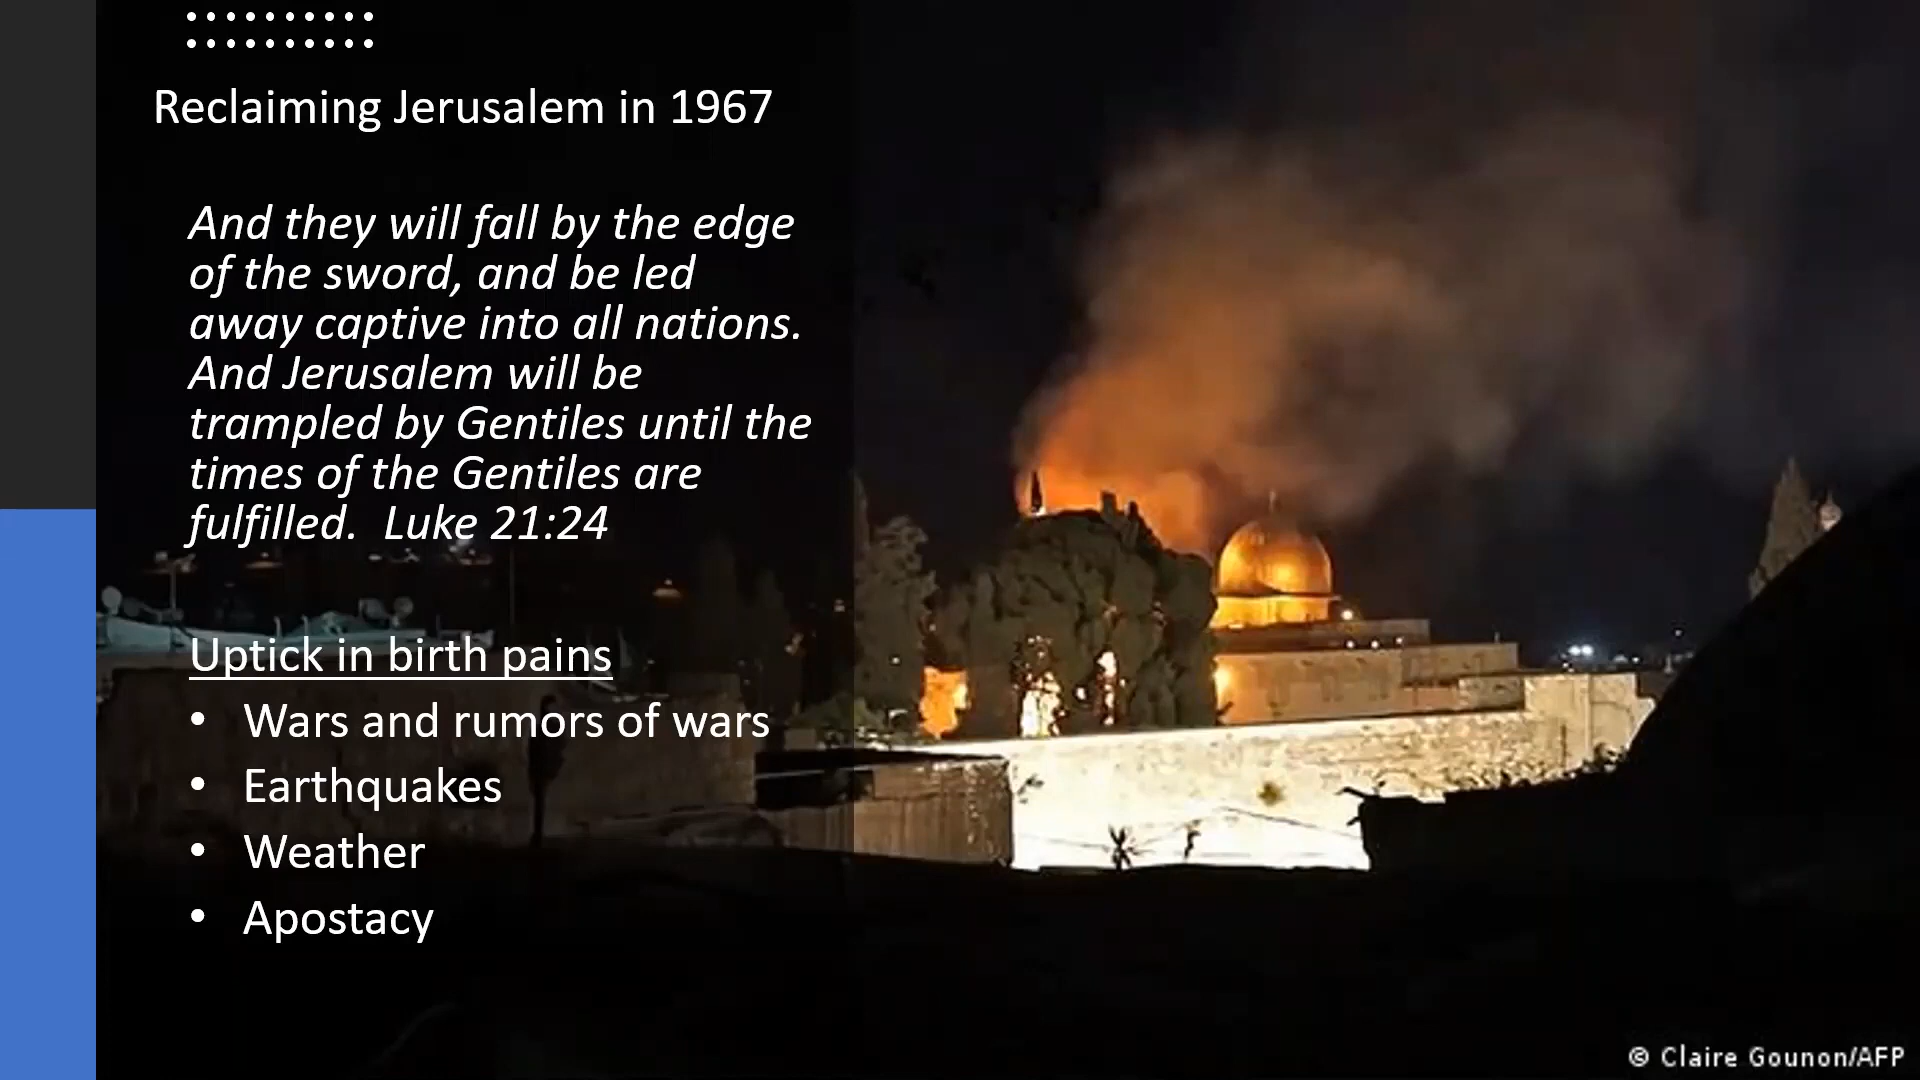 Reclaiming Jerusalem in 1967
And they will fall by the edge
of the sword, and be led
away captive into all nations.
And Jerusalem will be
trampled by Gentiles until the
times of the Gentiles are
fulfilled.  Luke 21:24
Uptick in birth pains
• Wars and rumors of wars
• Earthquakes
• Weather
• Apostacy
© Claire Gounon/AFP